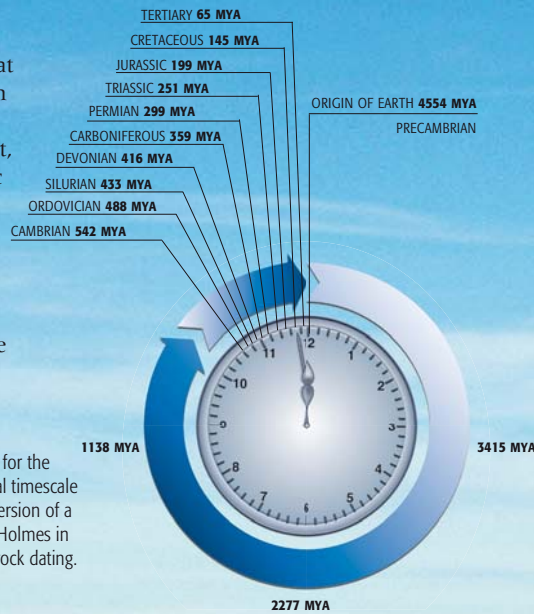 TERTIARY 65 MYA
CRETACEOUS 145 MYA
JURASSIC 199 MYA
TRIASSIC 251 MYA
PERMIAN 299 MYA
CARBONIFEROUS 359 MYA
DEVONIAN 416 MYA
SILURIAN 433 MYA
ORDOVICIAN 488 MYA
CAMBRIAN 542 MYA
ORIGIN OF EARTH 4554 MYA
PRECAMBRIAN
at
t,
12
1
2
3
4
5
6
7
8
9
10
11
1138 MYA
3415 MYA
2277 MYA
for the
timescale
ersion of a
Holmes in
rock dating.